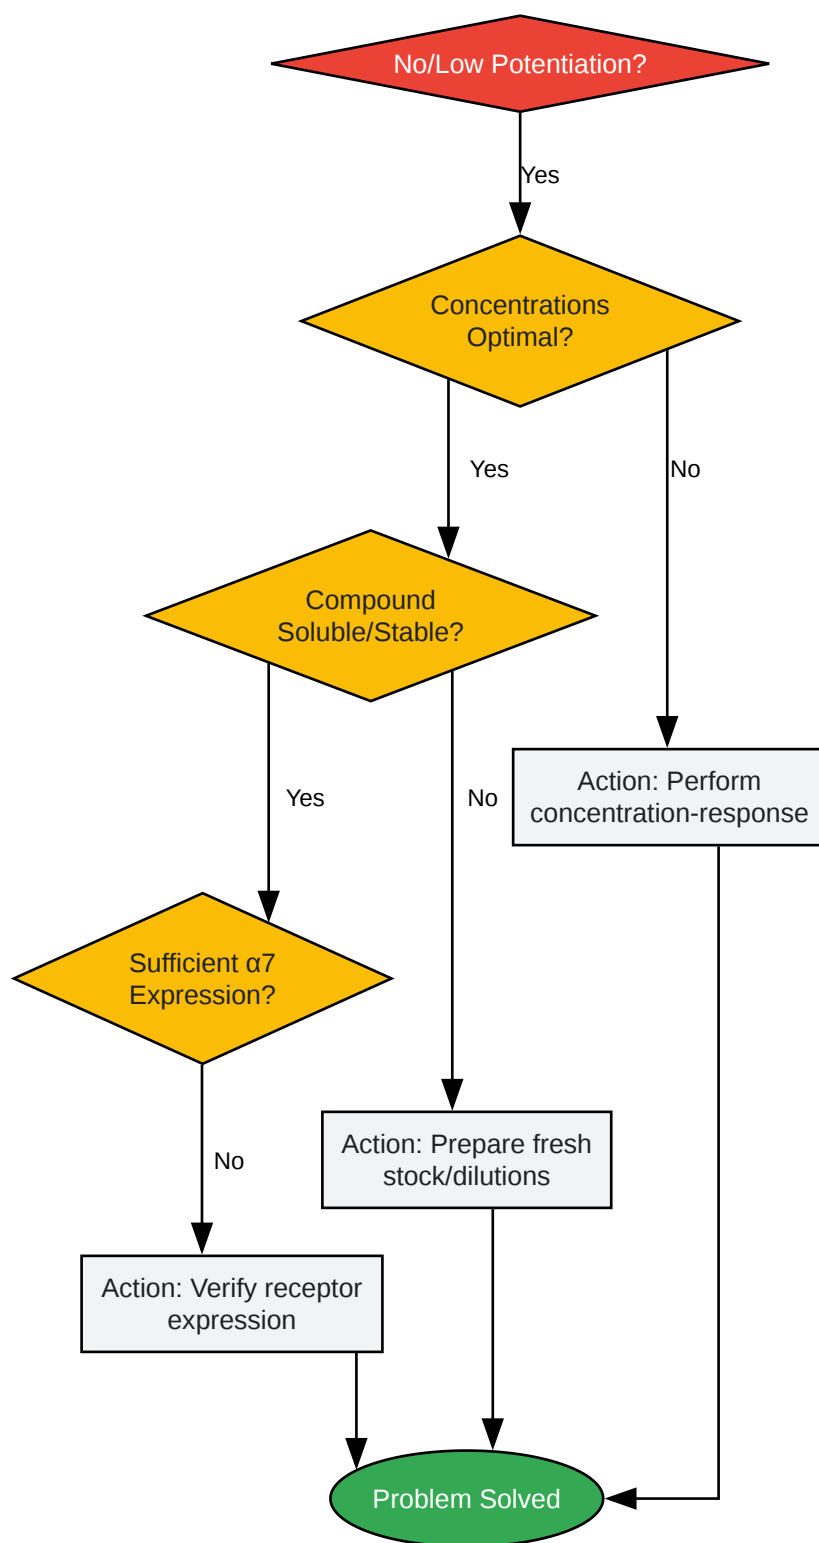 No/Low Potentiation?
Yes
Concentrations
Optimal?
Yes
No
Compound
Soluble/Stable?
Action: Perform
concentration-response
Yes
No
Sufficient α7
Expression?
Action: Prepare fresh
stock/dilutions
No
Action: Verify receptor
expression
Problem Solved